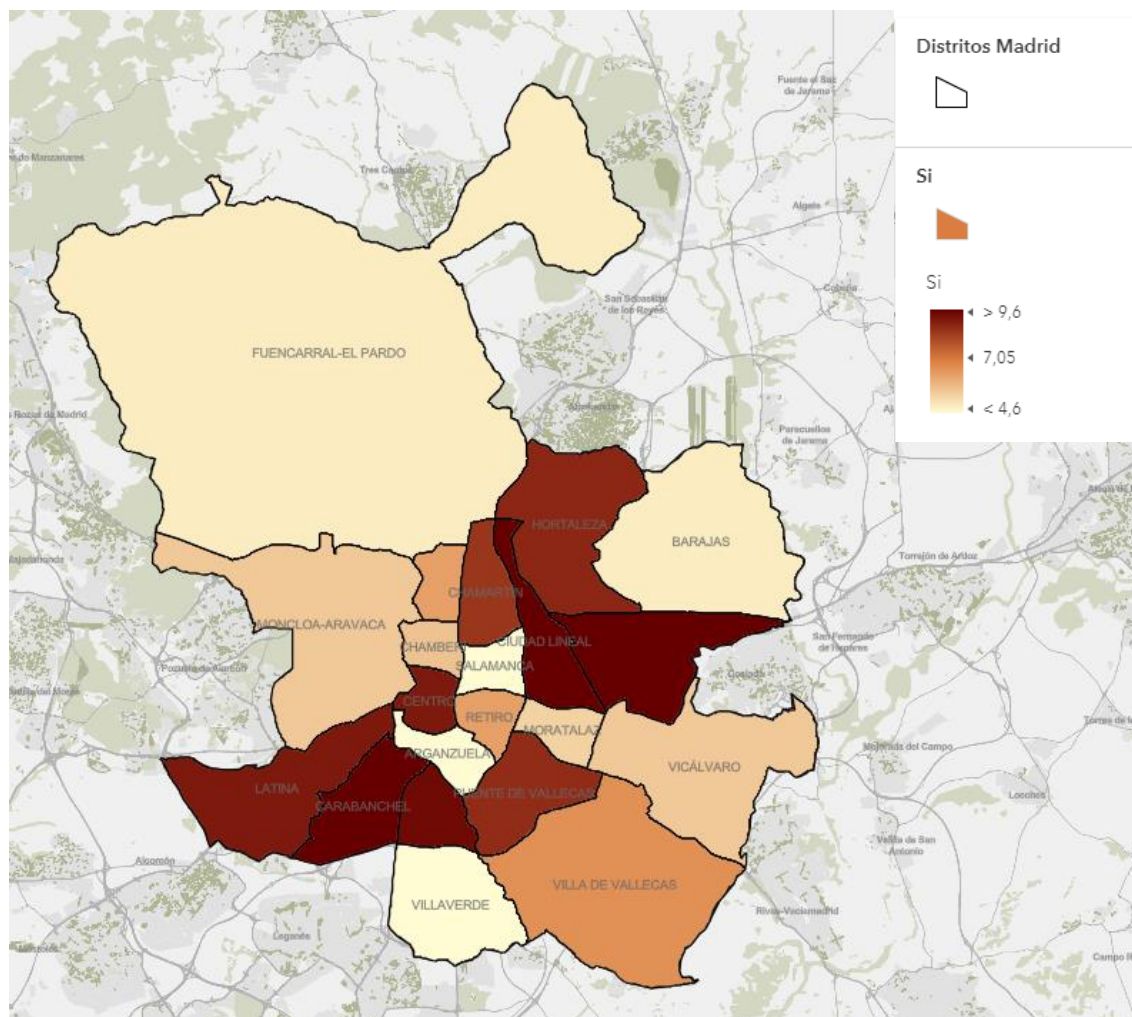 Distritos Madrid
Si
Si
> 9,6
7,05
< 4,6
Fuente el Saz
de Jarama
Tres Cantos
Algete
San Sebastián
de los Reyes
Cobeña
FUENCARRAL-EL PARDO
Rozas de Madrid
Alcobendas
Paracuellos
de Jarama
HORTALEZA
BARAJAS
Torrejón de Ardoz
Majadahonda
CHAMARTÍN
MONCLOA-ARAVACA
CHAMBERÍ
CIUDAD LINEAL
San Fernando
de Henares
Pozuelo de Alarcón
SALAMANCA
Coslada
CENTRO
RETIRO
MORATALAZ
Torres de
ARGANZUELA
Mejorada del Campo
VICÁLVARO
LATINA
PUENTE DE VALLECAS
CARABANCHEL
Loeches
Velilla de San
Antonio
Alcorcón
VILLA DE VALLECAS
VILLAVERDE
Rivas-Vaciamadrid
Leganés
Móstoles
Campo